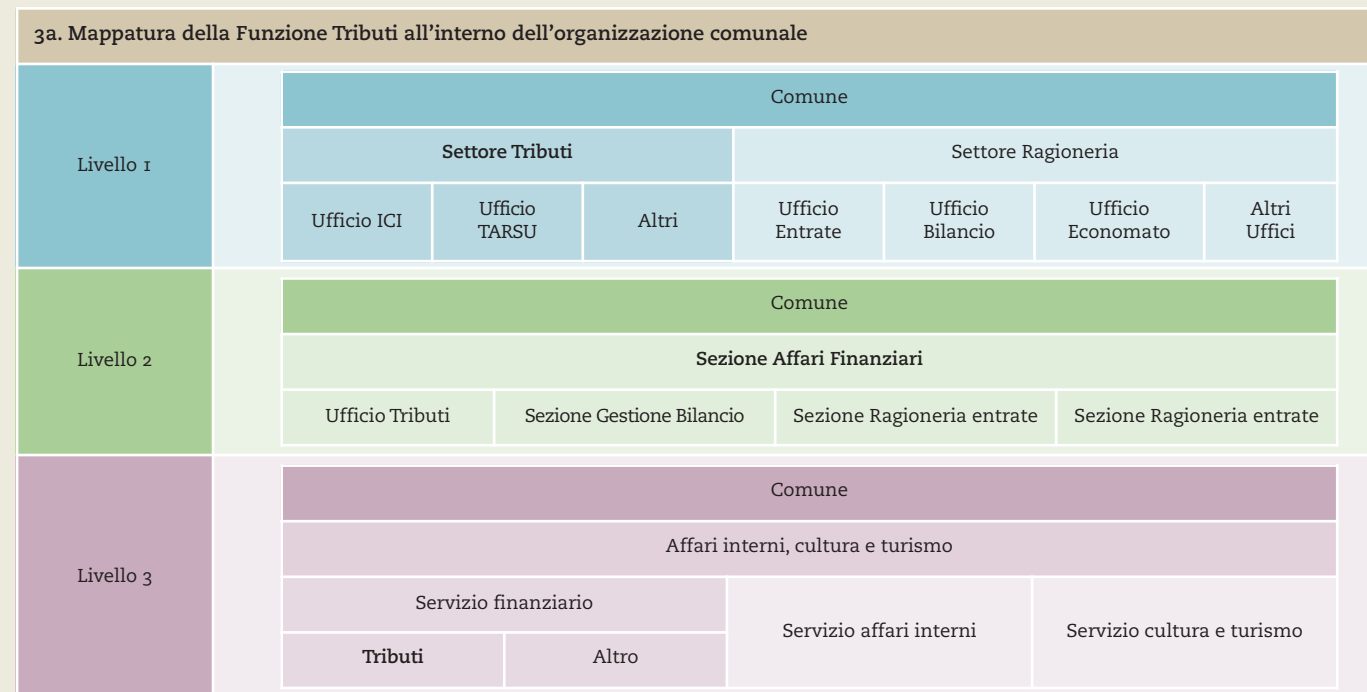 3a. Mappatura della Funzione Tributi all'interno dell'organizzazione comunale
Livello 1
Comune
Settore Tributi
Settore Ragioneria
Ufficio ICI
Ufficio
TARSU
Altri
Ufficio
Entrate
Ufficio
Bilancio
Ufficio
Economato
Altri
Uffici
Livello 2
Comune
Sezione Affari Finanziari
Ufficio Tributi
Sezione Gestione Bilancio
Sezione Ragioneria entrate
Sezione Ragioneria entrate
Livello 3
Comune
Affari interni, cultura e turismo
Servizio finanziario
Servizio affari interni
Servizio cultura e turismo
Tributi
Altro